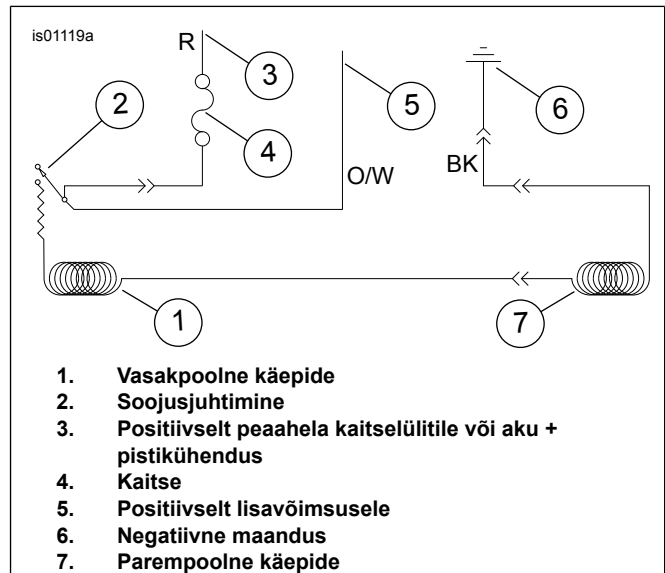 is01119a
R
3
2
4
5
6
O/W
BK
1
7
1. Vasakpoolne käepide
2. Soojusjuhtimine
3. Positiivselt peaahela kaitselülitile või aku +
pistikühendus
4. Kaitse
5. Positiivselt lisavõimsusele
6. Negatiivne maandus
7. Parempoolne käepide